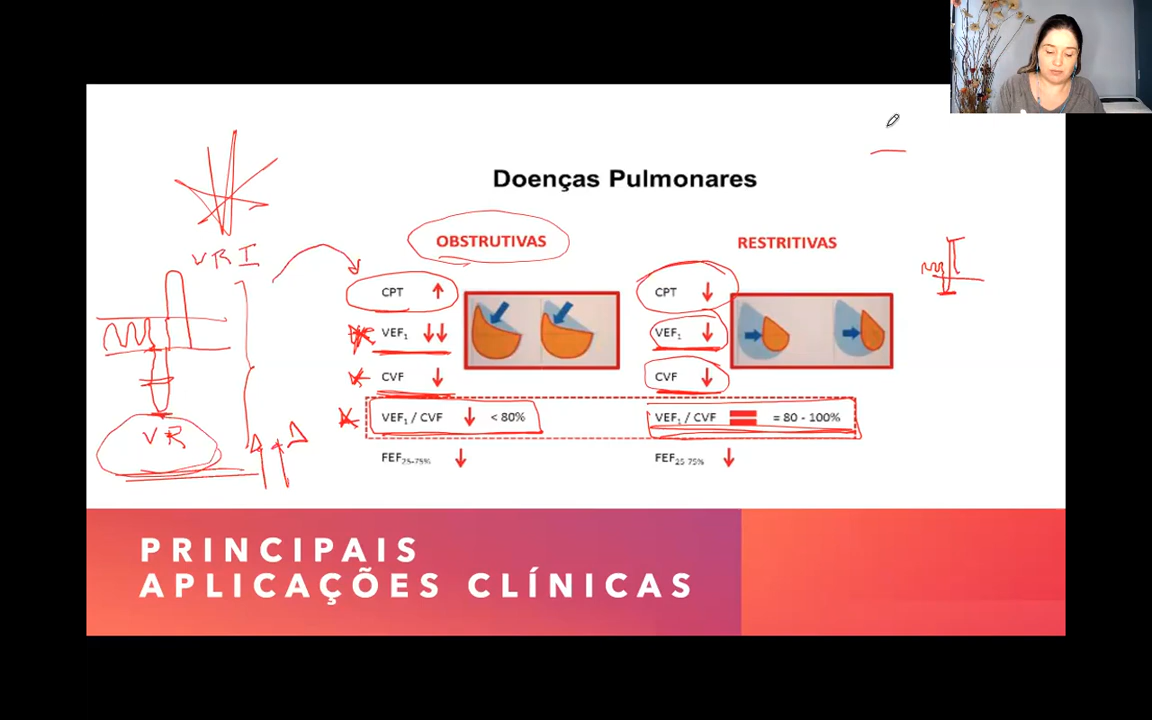 Doenças Pulmonares
OBSTRUTIVAS
CPT ↑
VEF₁ ↓↓
CVF ↓
VEF₁ / CVF ↓ < 80%
FEF₂₅₋₇₅% ↓
RESTRITIVAS
CPT ↓
VEF₁ ↓
CVF ↓
VEF₁ / CVF = = 80 - 100%
FEF₂₅₋₇₅% ↓
VRI
VR
PRINCIPAIS
APLICAÇÕES CLÍNICAS